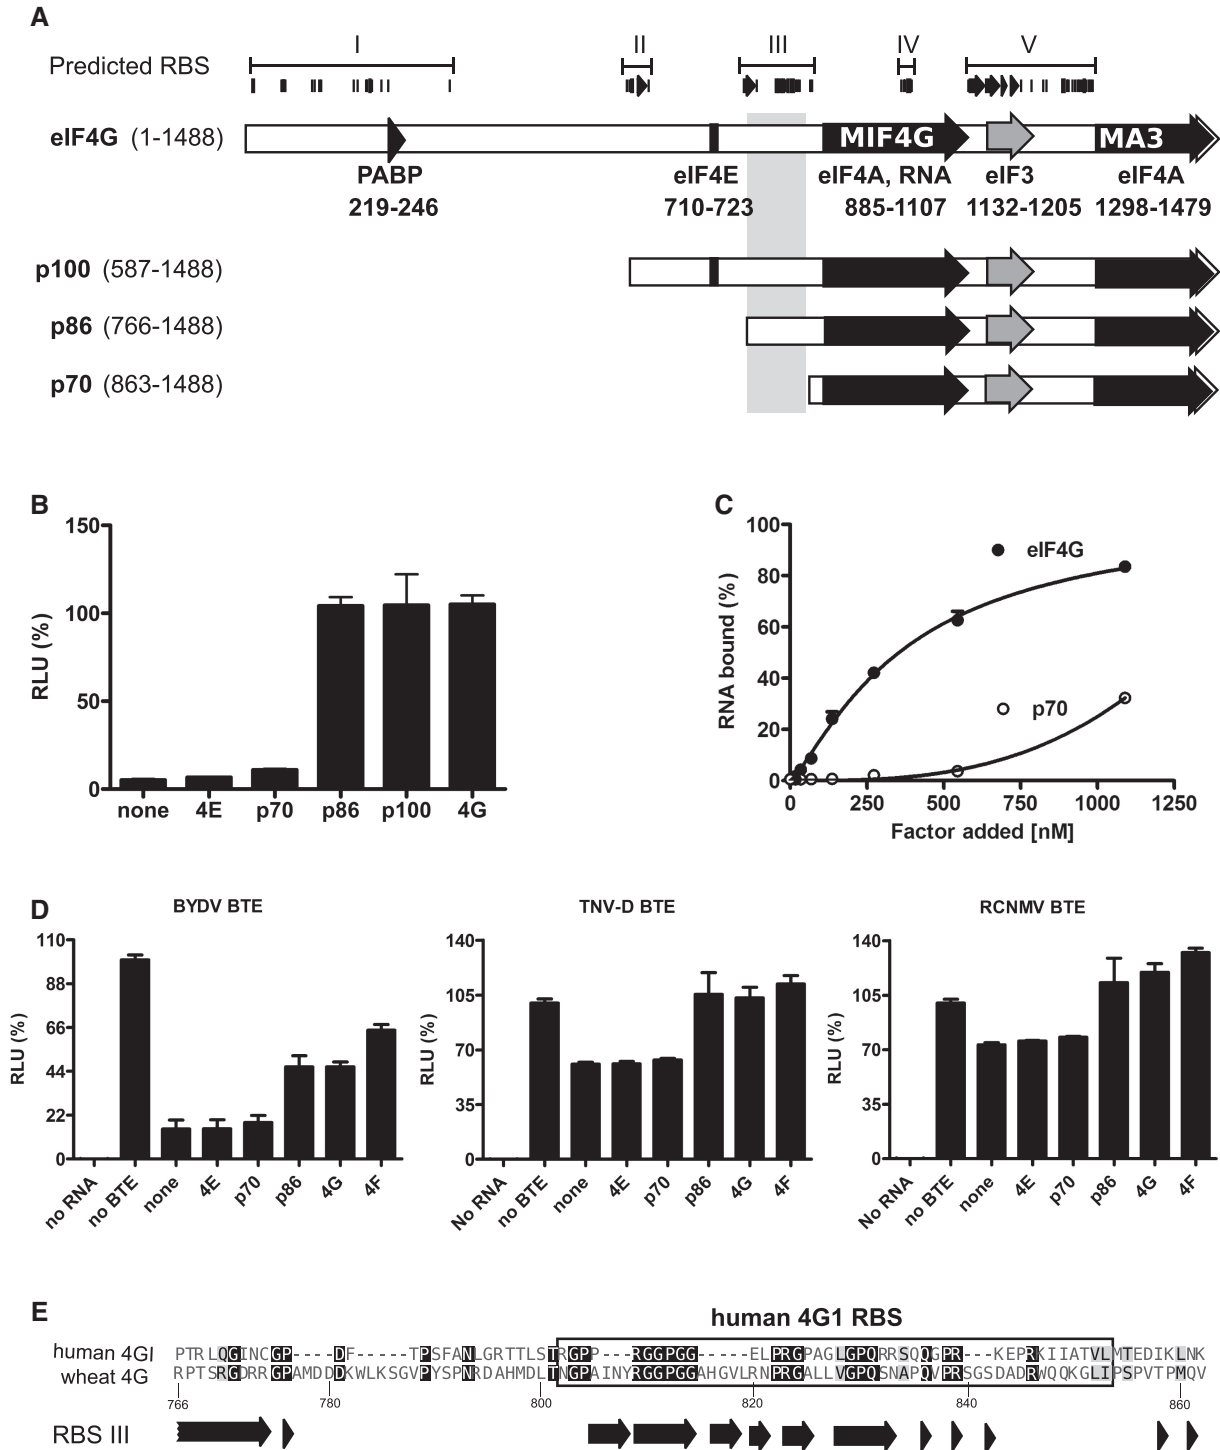 A
I II III IV V
Predicted RBS
eIF4G (1-1488) MIF4G MA3
PABP eIF4E eIF4A, RNA eIF3 eIF4A
219-246 710-723 885-1107 1132-1205 1298-1479
p100 (587-1488)
p86 (766-1488)
p70 (863-1488)
B
RLU (%)
150
100
50
0
none 4E p70 p86 p100 4G
C
RNA bound (%)
100
80
60
40
20
0
eIF4G
p70
0 250 500 750 1000 1250
Factor added [nM]
D
BYDV BTE
RLU (%)
110
88
66
44
22
0
no RNA no BTE none 4E p70 p86 4G 4F
TNV-D BTE
RLU (%)
140
105
70
35
0
No RNA no BTE none 4E p70 p86 4G 4F
RCNMV BTE
RLU (%)
140
105
70
35
0
No RNA no BTE none 4E p70 p86 4G 4F
E
human 4G1 RBS
human 4GI PTRLQGINCGP----DF-----TPSFANLGRTTLSTRGPP---RGGPGG-----ELPRGPAGLGPQRRSQQGPR---KEPRKIIATVLMTEDIKLNK
wheat 4G RPTSRGDRRGPAMDDDKWLKSGVPYSPNRDAHMDLTNGPAINYRGGPGGAHGVLRNPRGALLVGPQSNAPQVPRSGSDADRWQQKGLIPSPVTPMQV
766 780 800 820 840 860
RBS III